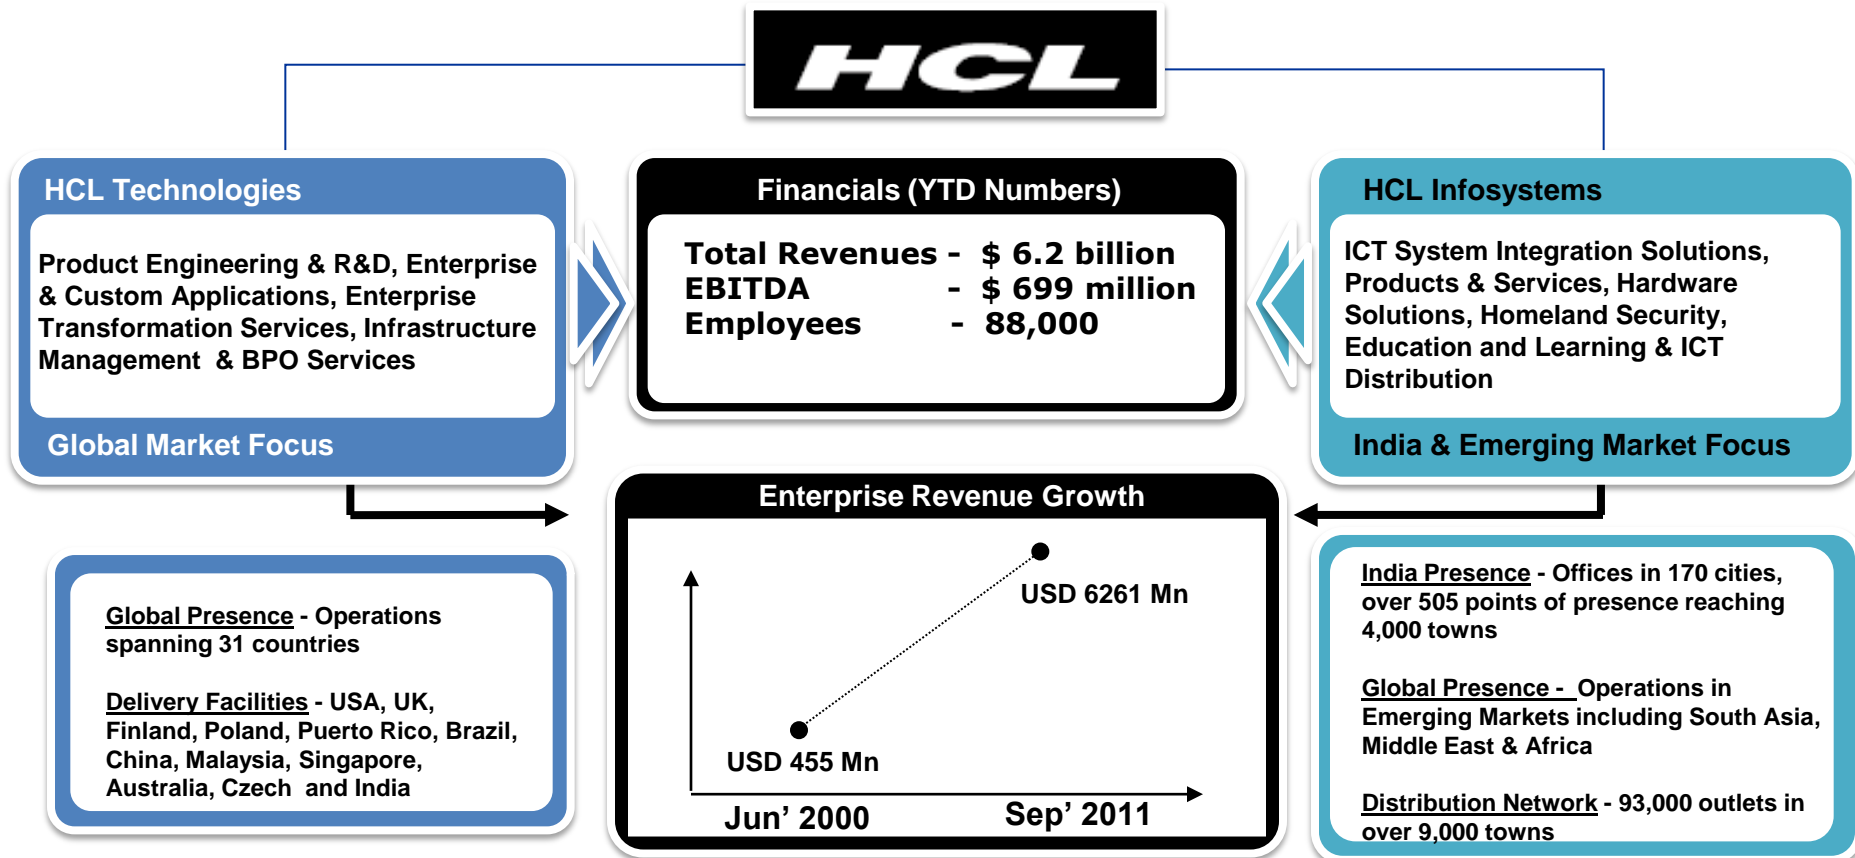 HCL
HCL Technologies
Product Engineering & R&D, Enterprise
& Custom Applications, Enterprise
Transformation Services, Infrastructure
Management & BPO Services
Global Market Focus
Financials (YTD Numbers)
Total Revenues - $ 6.2 billion
EBITDA - $ 699 million
Employees - 88,000
HCL Infosystems
ICT System Integration Solutions,
Products & Services, Hardware
Solutions, Homeland Security,
Education and Learning & ICT
Distribution
India & Emerging Market Focus
Global Presence - Operations
spanning 31 countries
Delivery Facilities - USA, UK,
Finland, Poland, Puerto Rico, Brazil,
China, Malaysia, Singapore,
Australia, Czech and India
Enterprise Revenue Growth
USD 6261 Mn
USD 455 Mn
Jun' 2000
Sep' 2011
India Presence - Offices in 170 cities,
over 505 points of presence reaching
4,000 towns
Global Presence - Operations in
Emerging Markets including South Asia,
Middle East & Africa
Distribution Network - 93,000 outlets in
over 9,000 towns